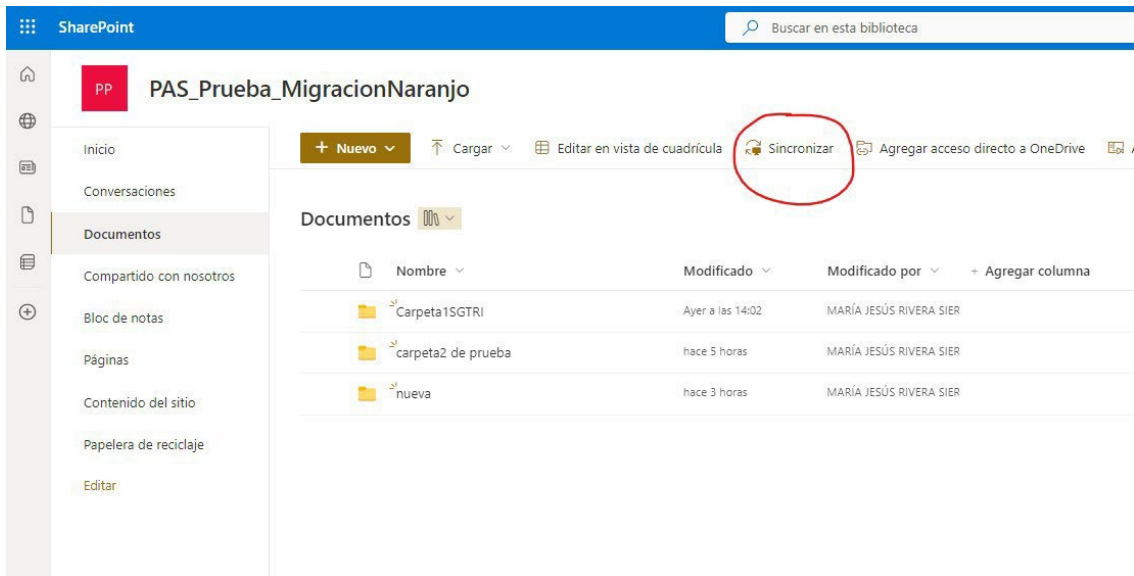 SharePoint
Buscar en esta biblioteca
PP
PAS_Prueba_MigracionNaranjo
Inicio
Conversaciones
Documentos
Compartido con nosotros
Bloc de notas
Páginas
Contenido del sitio
Papelera de reciclaje
Editar
+ Nuevo
Cargar
Editar en vista de cuadrícula
Sincronizar
Agregar acceso directo a OneDrive
Documentos
Nombre Modificado Modificado por + Agregar columna
Carpeta1SGTRI Ayer a las 14:02 MARÍA JESÚS RIVERA SIER
carpeta2 de prueba hace 5 horas MARÍA JESÚS RIVERA SIER
nueva hace 3 horas MARÍA JESÚS RIVERA SIER